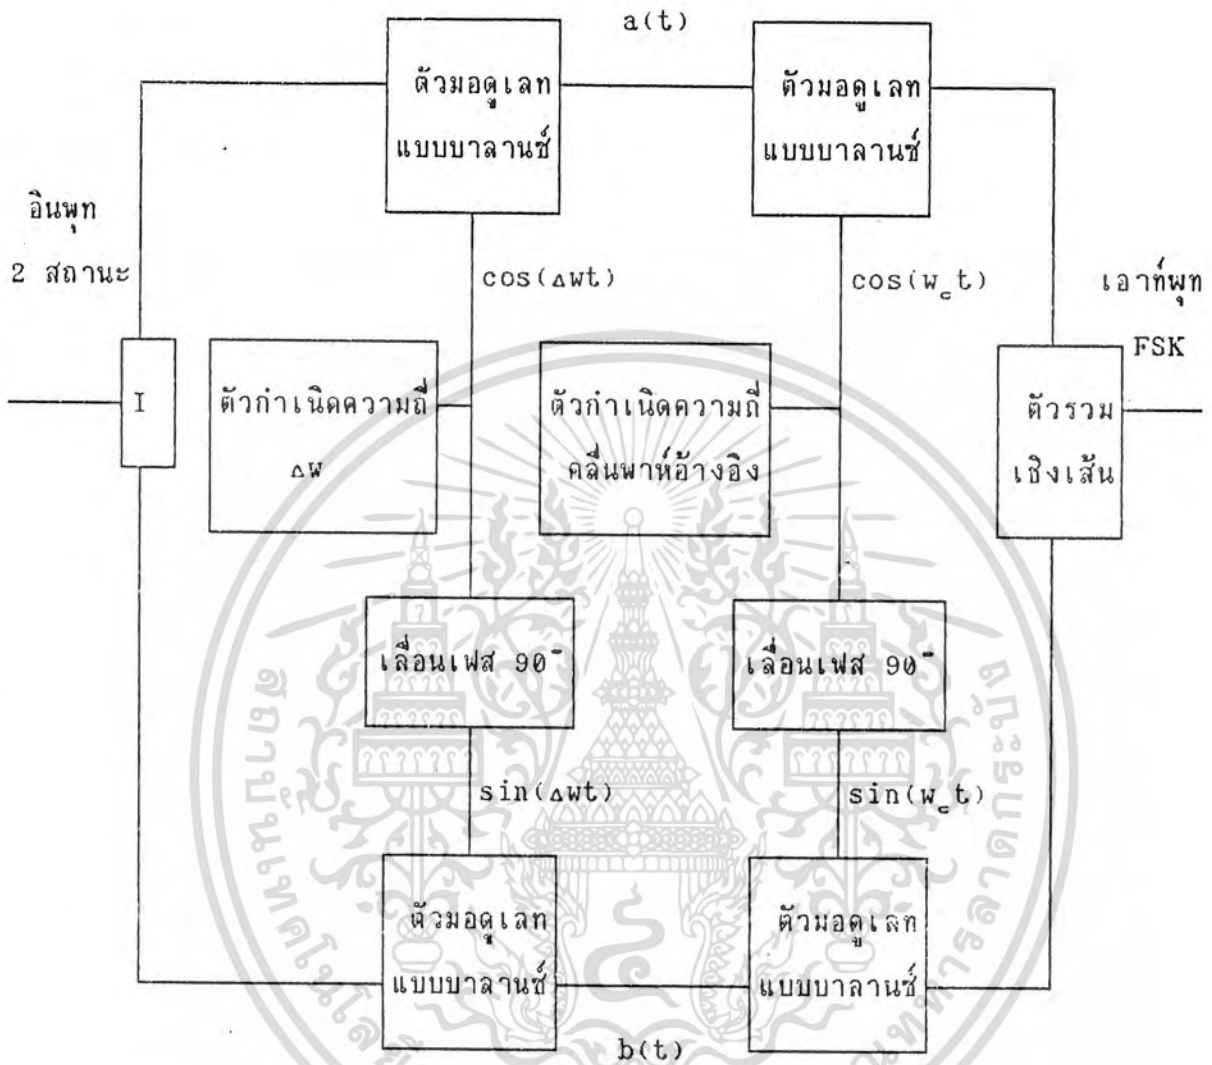 a(t)
ตัวมอดูเลท
แบบบาลานซ์
ตัวมอดูเลท
แบบบาลานซ์
อินพุท
2 สถานะ
cos(Δwt)
cos(w_c t)
เอาท์พุท
FSK
I
ตัวกำเนิดความถี่
Δw
ตัวกำเนิดความถี่
คลื่นพาห์อ้างอิง
ตัวรวม
เชิงเส้น
เลื่อนเฟส 90°
เลื่อนเฟส 90°
sin(Δwt)
sin(w_c t)
ตัวมอดูเลท
แบบบาลานซ์
ตัวมอดูเลท
แบบบาลานซ์
b(t)